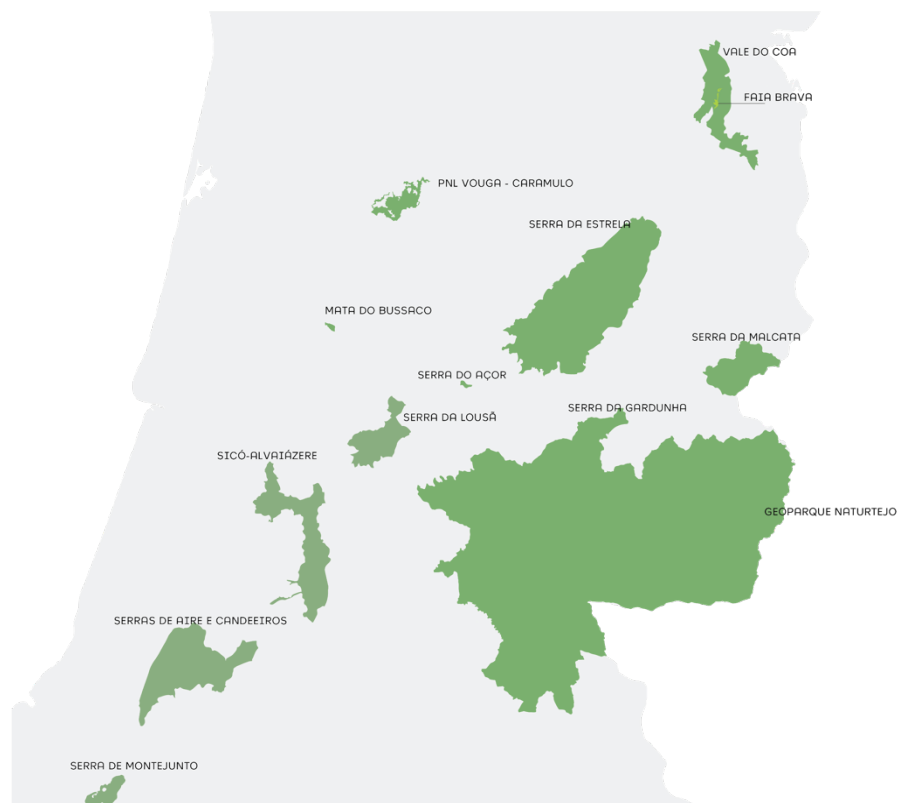 VALE DO COA
FAIA BRAVA
PNL VOUGA - CARAMULO
SERRA DA ESTRELA
MATA DO BUSSACO
SERRA DA MALCATA
SERRA DO AÇOR
SERRA DA GARDUNHA
SERRA DA LOUSÃ
SICÓ-ALVAIÁZERE
GEOPARQUE NATURTEJO
SERRAS DE AIRE E CANDEEIROS
SERRA DE MONTEJUNTO